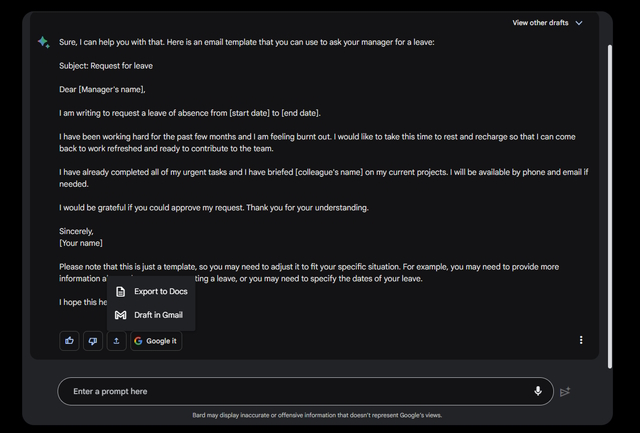 View other drafts
Sure, I can help you with that. Here is an email template that you can use to ask your manager for a leave:
Subject: Request for leave
Dear [Manager's name],
I am writing to request a leave of absence from [start date] to [end date].
I have been working hard for the past few months and I am feeling burnt out. I would like to take this time to rest and recharge so that I can come
back to work refreshed and ready to contribute to the team.
I have already completed all of my urgent tasks and I have briefed [colleague's name] on my current projects. I will be available by phone and email if
needed.
I would be grateful if you could approve my request. Thank you for your understanding.
Sincerely,
[Your name]
Please note that this is just a template, so you may need to adjust it to fit your specific situation. For example, you may need to provide more
information ting a leave, or you may need to specify the dates of your leave.
I hope this
Export to Docs
Draft in Gmail
Google it
Enter a prompt here
Bard may display inaccurate or offensive information that doesn't represent Google's views.